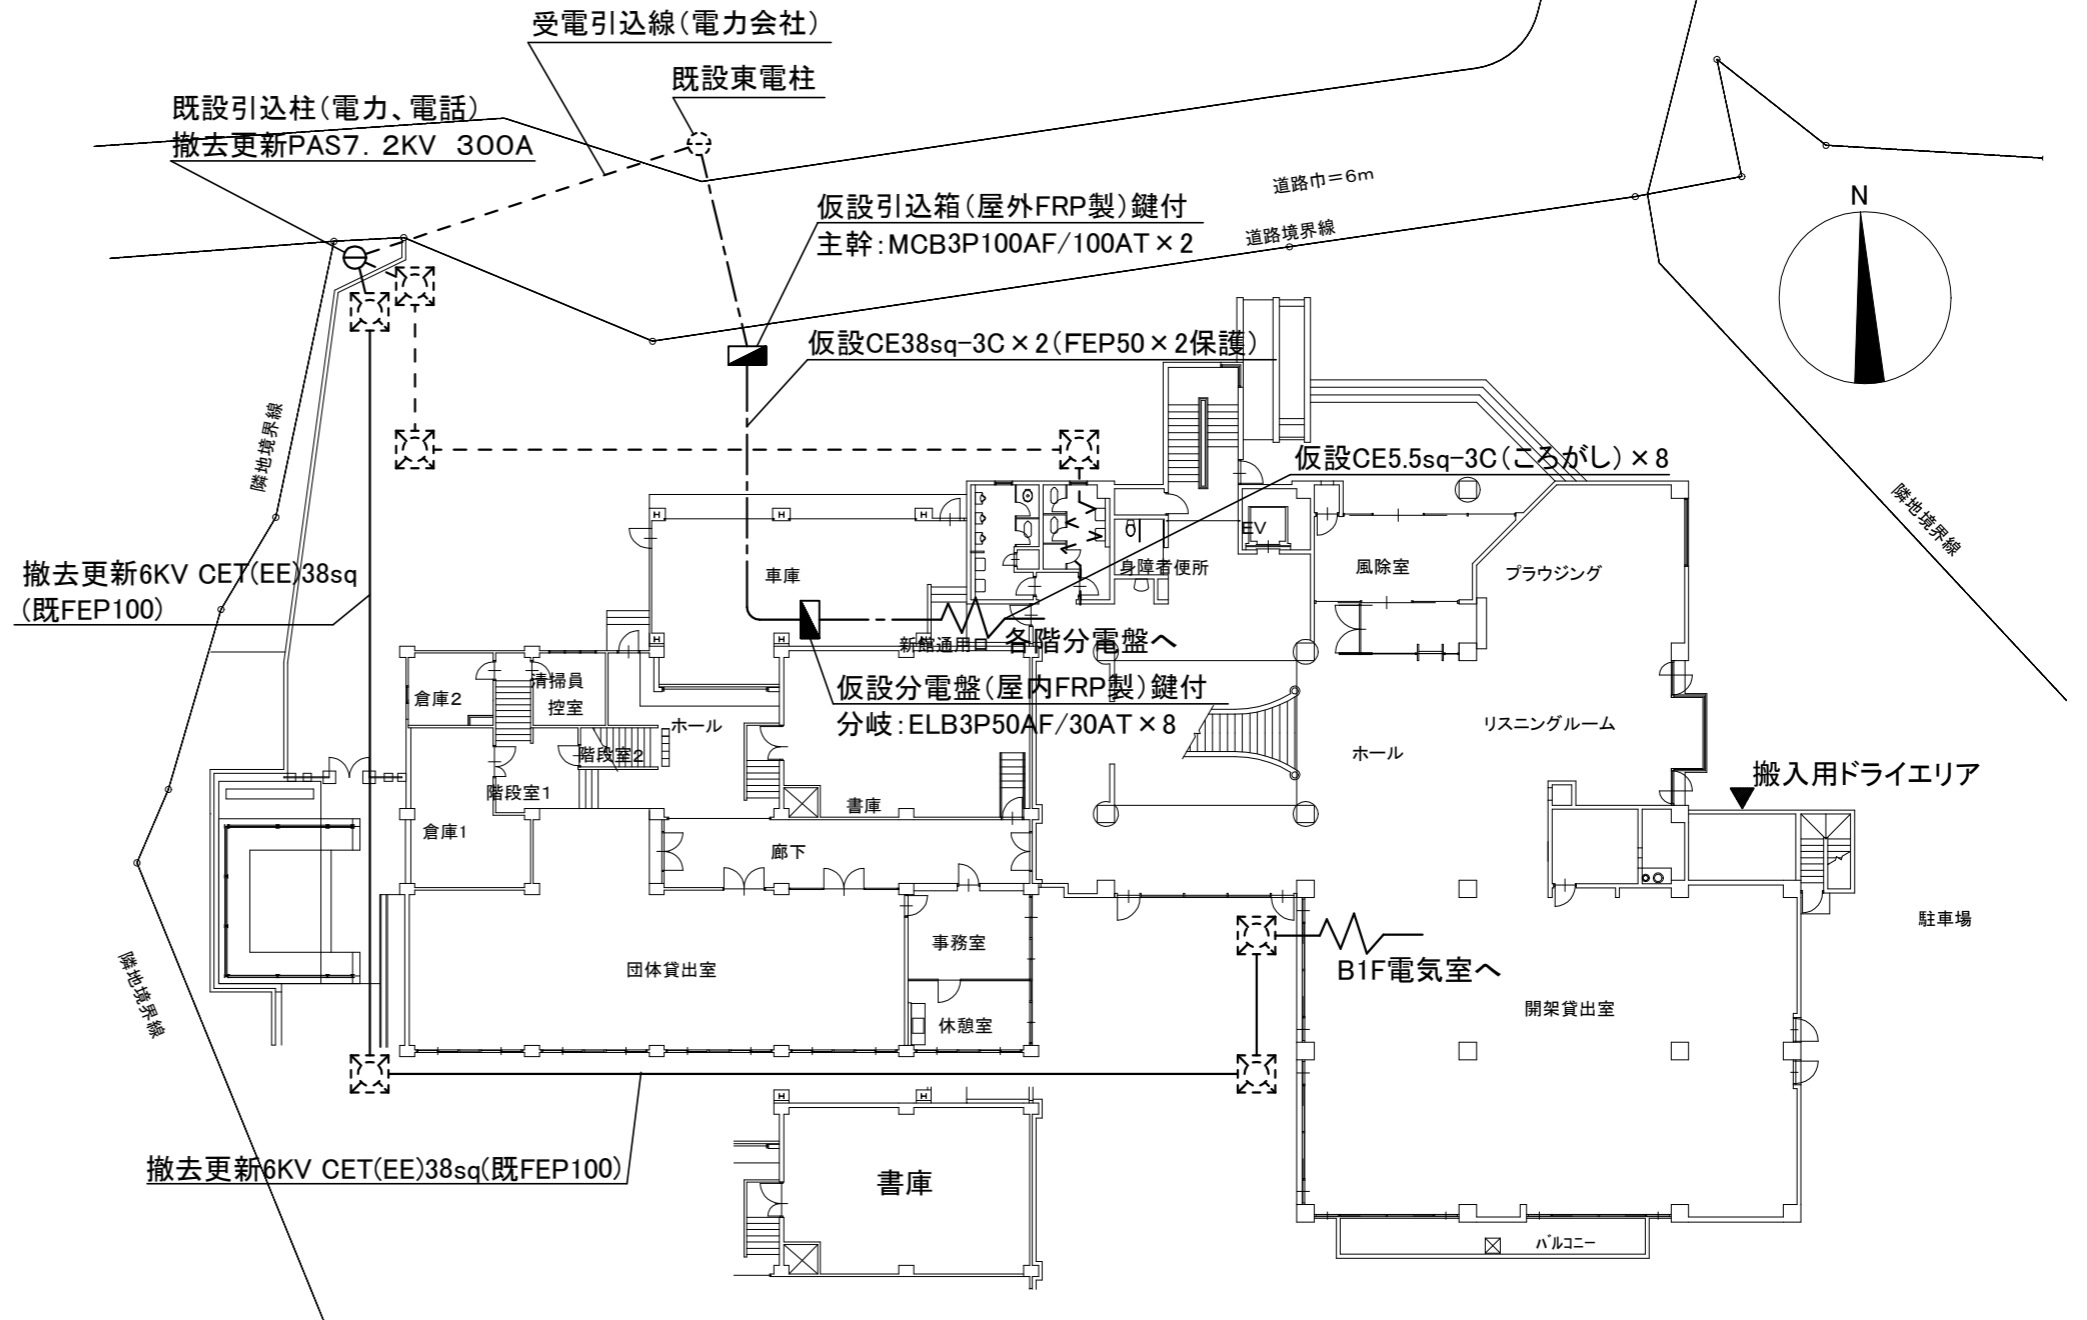 受電引込線(電力会社)
既設東電柱
既設引込柱(電力、電話)
撤去更新PAS7.2KV 300A
道路巾=6m
仮設引込箱(屋外FRP製)鍵付
主幹:MCB3P100AF/100AT×2
道路境界線
N
仮設CE38sq-3C×2(FEP50×2保護)
隣地境界線
仮設CE5.5sq-3C(ころがし)×8
隣地境界線
EV
撤去更新6KV CET(EE)38sq
(既FEP100)
車庫
身障者便所
風除室
ブラウジング
新館通用口
各階分電盤へ
仮設分電盤(屋内FRP製)鍵付
分岐:ELB3P50AF/30AT×8
倉庫2
清掃員
控室
ホール
階段室2
リスニングルーム
ホール
搬入用ドライエリア
階段室1
書庫
倉庫1
廊下
駐車場
隣地境界線
団体貸出室
事務室
B1F電気室へ
開架貸出室
休憩室
撤去更新6KV CET(EE)38sq(既FEP100)
H
H
H
H
H
H
H
書庫
バルコニー